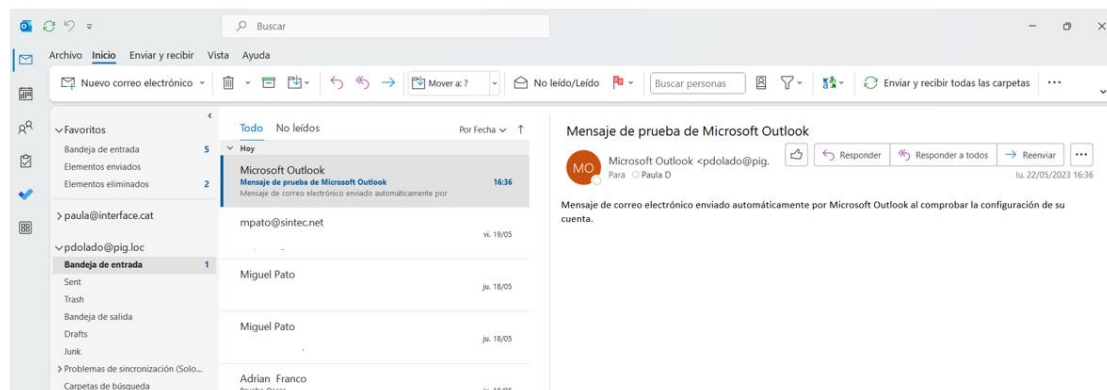 Buscar
Archivo Inicio Enviar y recibir Vista Ayuda
Nuevo correo electrónico Mover a: ? No leído/Leído Buscar personas Enviar y recibir todas las carpetas
Favoritos
Bandeja de entrada 5
Elementos enviados
Elementos eliminados 2
paula@interface.cat
pdolado@pig.loc
Bandeja de entrada 1
Sent
Trash
Bandeja de salida
Drafts
Junk
Problemas de sincronización (Solo...
Carpetas de búsqueda
Todo No leídos Por Fecha
Hoy
Microsoft Outlook
Mensaje de prueba de Microsoft Outlook 16:36
Mensaje de correo electrónico enviado automáticamente por
mpato@sintec.net
vi. 19/05
Miguel Pato
ju. 18/05
Miguel Pato
ju. 18/05
Adrian Franco
Mensaje de prueba de Microsoft Outlook
MO
Microsoft Outlook <pdolado@pig.
Para Paula D
Responder Responder a todos Reenviar
lu. 22/05/2023 16:36
Mensaje de correo electrónico enviado automáticamente por Microsoft Outlook al comprobar la configuración de su
cuenta.